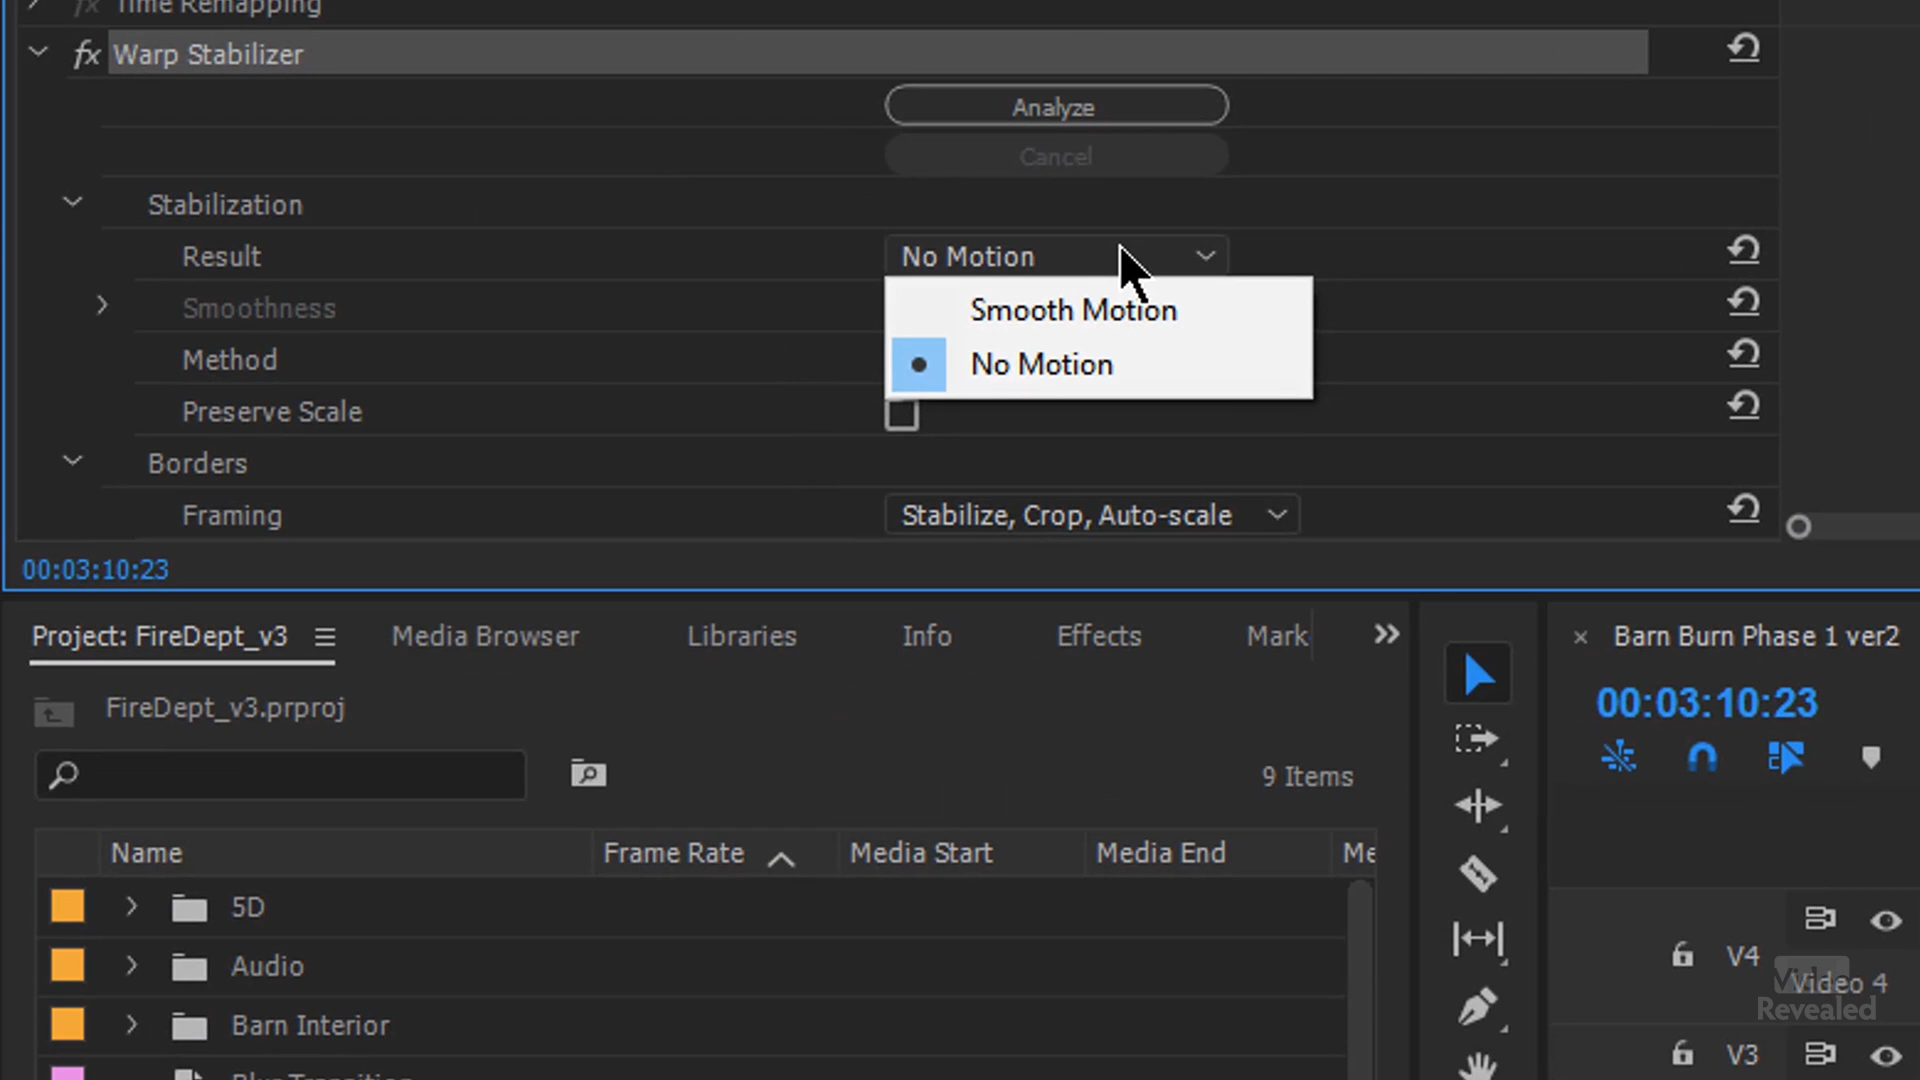 Time Remapping
fx Warp Stabilizer
Analyze
Cancel
Stabilization
Result No Motion
Smooth Motion
Smoothness
Method No Motion
Preserve Scale
Borders
Framing Stabilize, Crop, Auto-scale
00:03:10:23
Project: FireDept_v3 Media Browser Libraries Info Effects Mark
Barn Burn Phase 1 ver2
00:03:10:23
FireDept_v3.prproj
9 Items
Name Frame Rate Media Start Media End Me
5D
Audio
Barn Interior
V4
Video 4
Video Revealed
V3